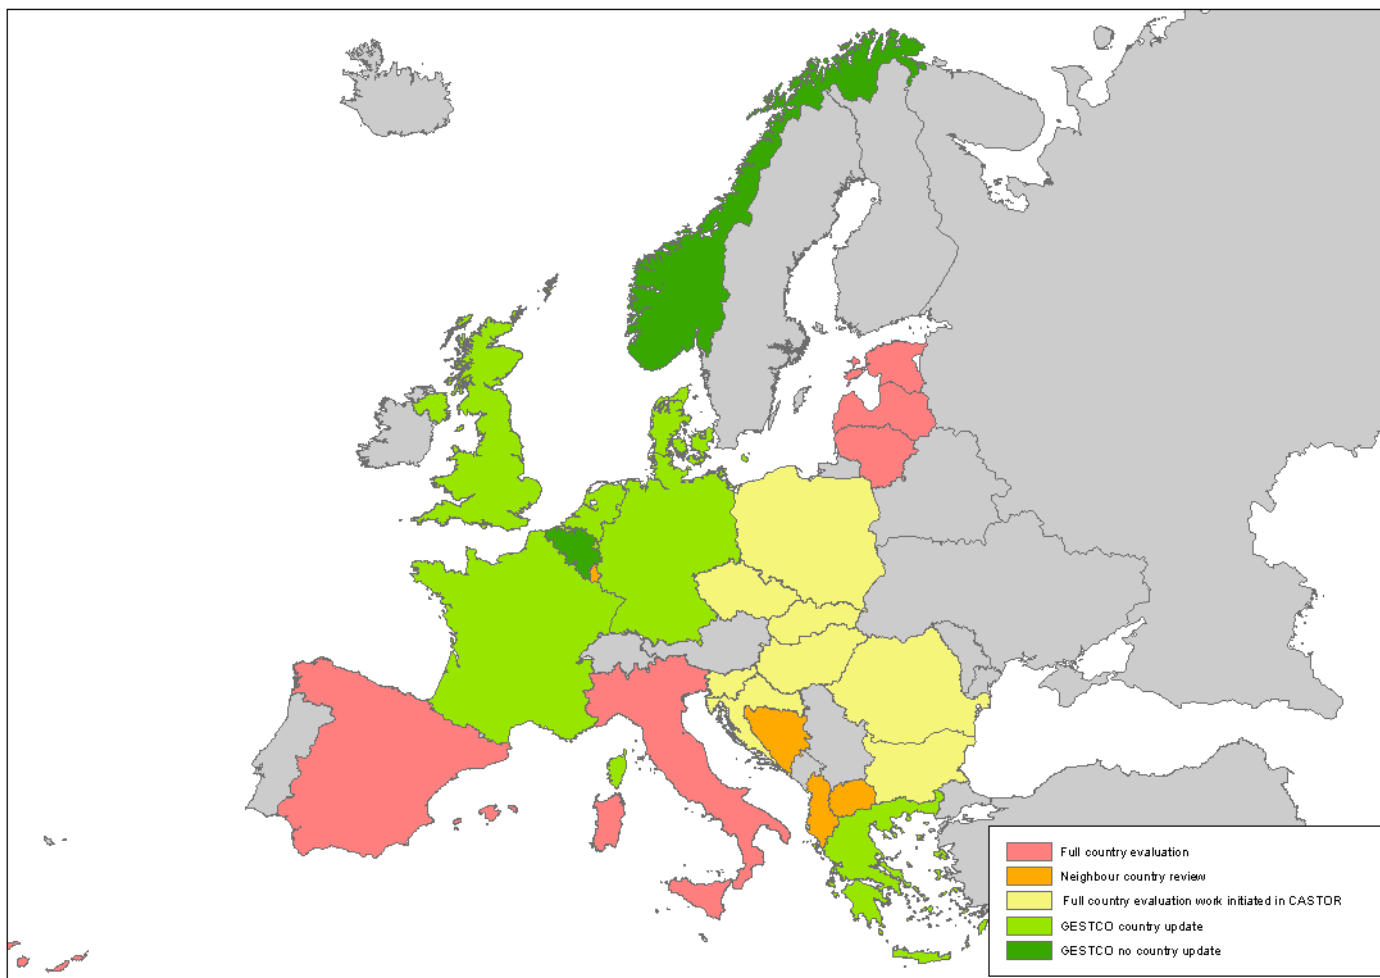 Full country evaluation
Neighbour country review
Full country evaluation work initiated in CASTOR
GESTCO country update
GESTCO no country update